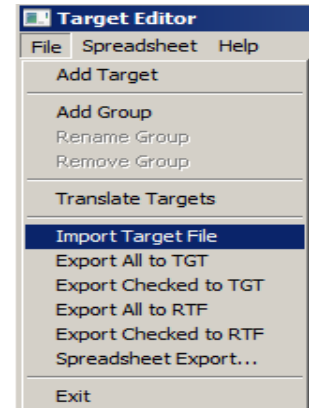 Target Editor
File Spreadsheet Help
Add Target
Add Group
Rename Group
Remove Group
Translate Targets
Import Target File
Export All to TGT
Export Checked to TGT
Export All to RTF
Export Checked to RTF
Spreadsheet Export...
Exit